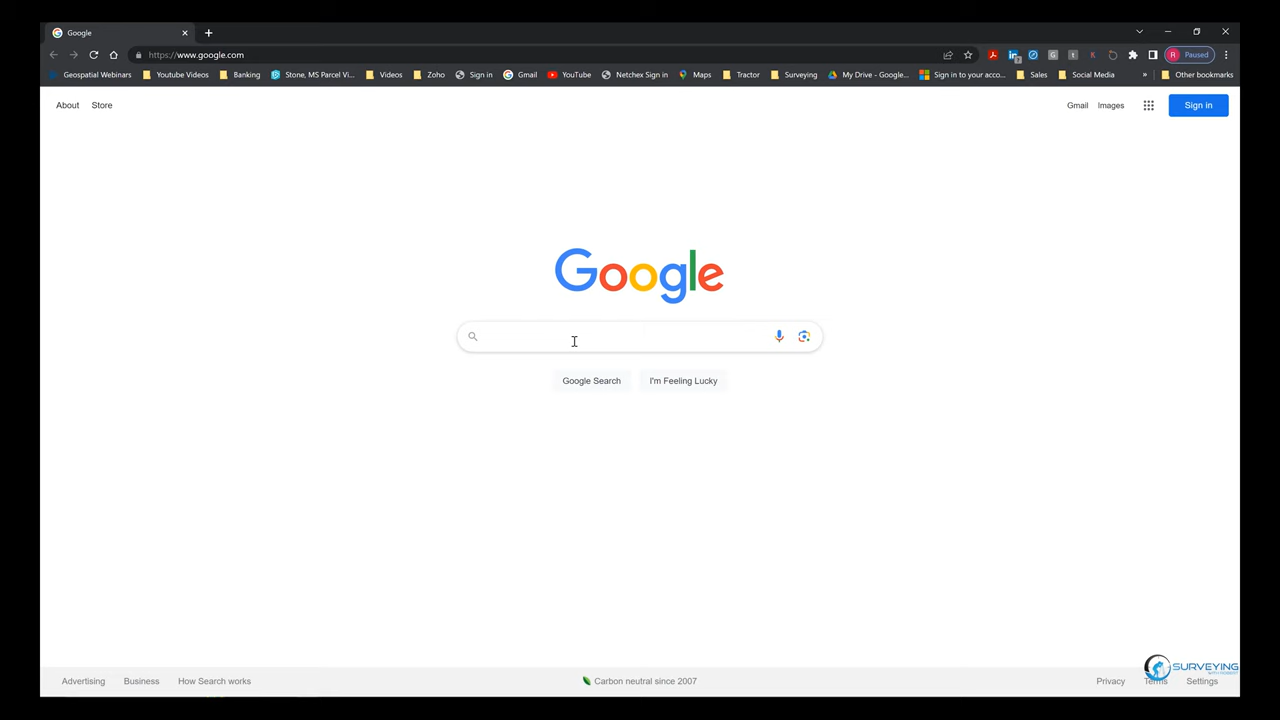 Google
https://www.google.com
R Paused
Geospatial Webinars Youtube Videos Banking Stone, MS Parcel Vi... Videos Zoho Sign in Gmail YouTube Netchex Sign in Maps Tractor Surveying My Drive - Google... Sign in to your acco... Sales Social Media » Other bookmarks
About Store Gmail Images Sign in
Google
Google Search I'm Feeling Lucky
SURVEYING
Advertising Business How Search works Carbon neutral since 2007 Privacy Terms Settings